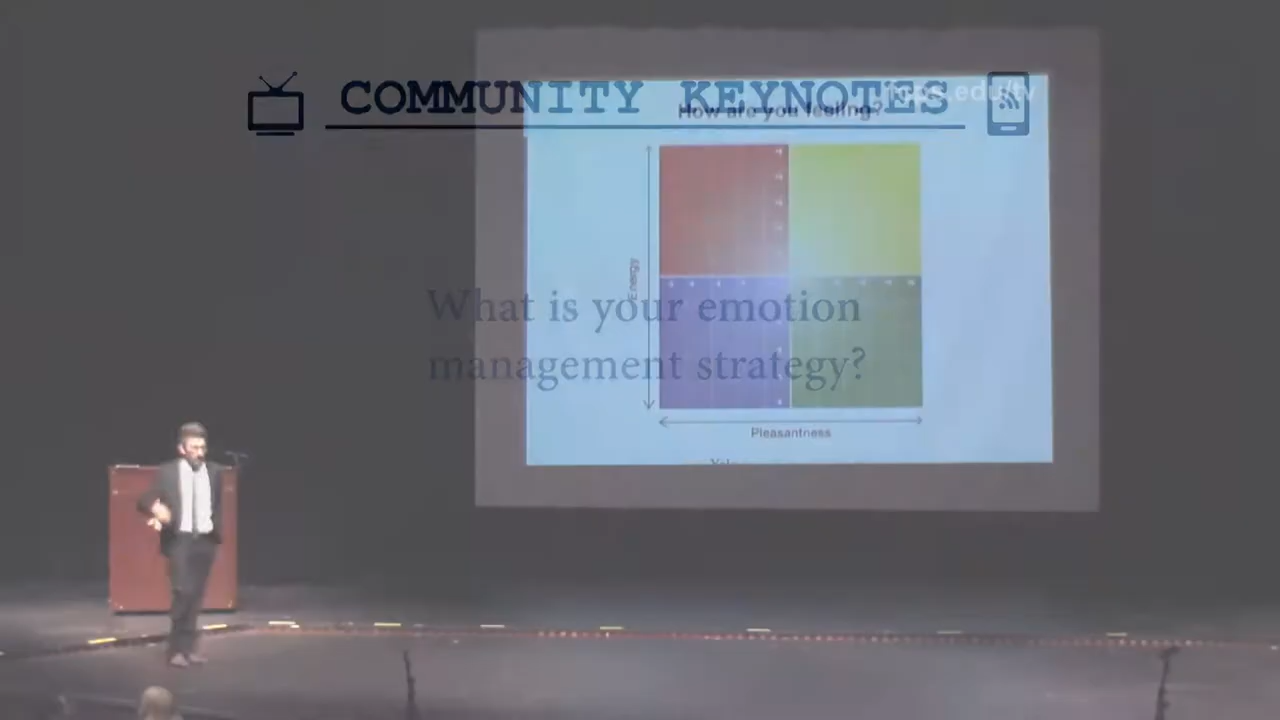 COMMUNITY KEYNOTES
How are you feeling?
Energy
What is your emotion
management strategy?
Pleasantness